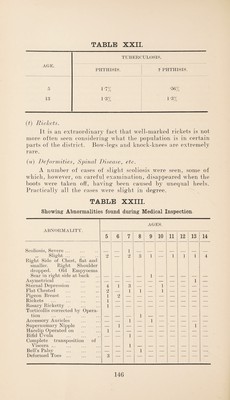 TABLE XXII.
AGE.
TUBERCULOSIS.
PHTHISIS.
? PHTHISIS.
5
1·7%
·96%
13
1·9%
1·3%
(t) Rickets.
It is an extraordinary fact that well-marked rickets is not
more often seen considering what the population is in certain
parts of the district. Bow-legs and knock-knees are extremely
rare.
(u) Deformities, Spinal Disease, etc.
A number of cases of slight scoliosis were seen, some of
which, however, on careful examination, disappeared when the
boots were taken off, having been caused by unequal heels.
Practically all the cases were slight in degree.
TABLE XXIII.
Showing Abnormalities found during Medical Inspection
ABNORMALITY.
AGES.
5 6 7 8 9 10 11 12 13 14
Scoliosis, Severe
Slight
Right Side of Chest, flat and
smaller. Right Shoulder
dropped. Old Empyema
Scar in right side at back
Asymetrical
Sternal Depression
Flat Chested
Pigeon Breast
Rickets
Rosary Ricketty
Torticollis corrected by Opera-
tion
Accessory Auricles
Supernumary Nipple
Harelip Operated on
Bifid Uvula
Complete transposition of
Viscera
Bell's Palsy
Deformed Toes
146